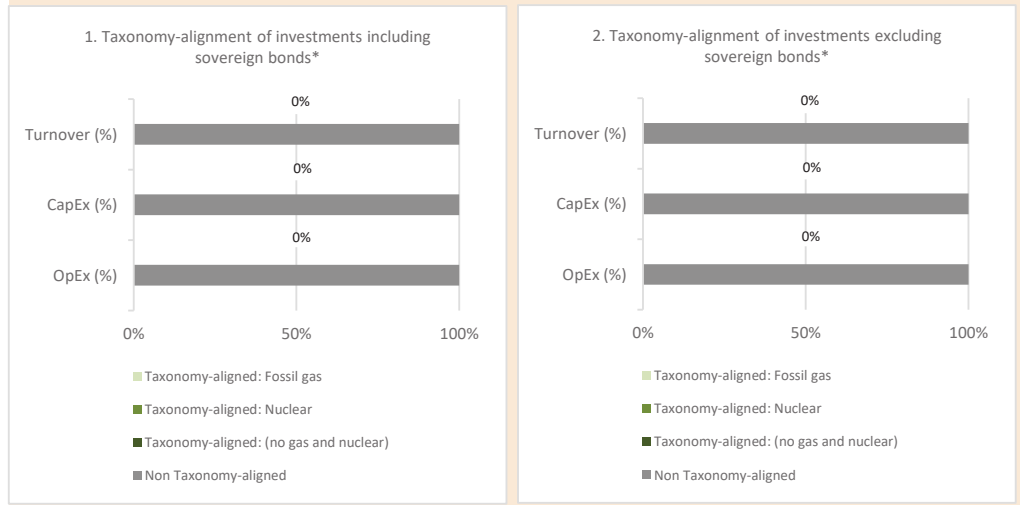 1. Taxonomy-alignment of investments including
sovereign bonds*
0%
Turnover (%)
0%
CapEx (%)
0%
OpEx (%)
0% 50% 100%
Taxonomy-aligned: Fossil gas
Taxonomy-aligned: Nuclear
Taxonomy-aligned: (no gas and nuclear)
Non Taxonomy-aligned
2. Taxonomy-alignment of investments excluding
sovereign bonds*
0%
Turnover (%)
0%
CapEx (%)
0%
OpEx (%)
0% 50% 100%
Taxonomy-aligned: Fossil gas
Taxonomy-aligned: Nuclear
Taxonomy-aligned: (no gas and nuclear)
Non Taxonomy-aligned